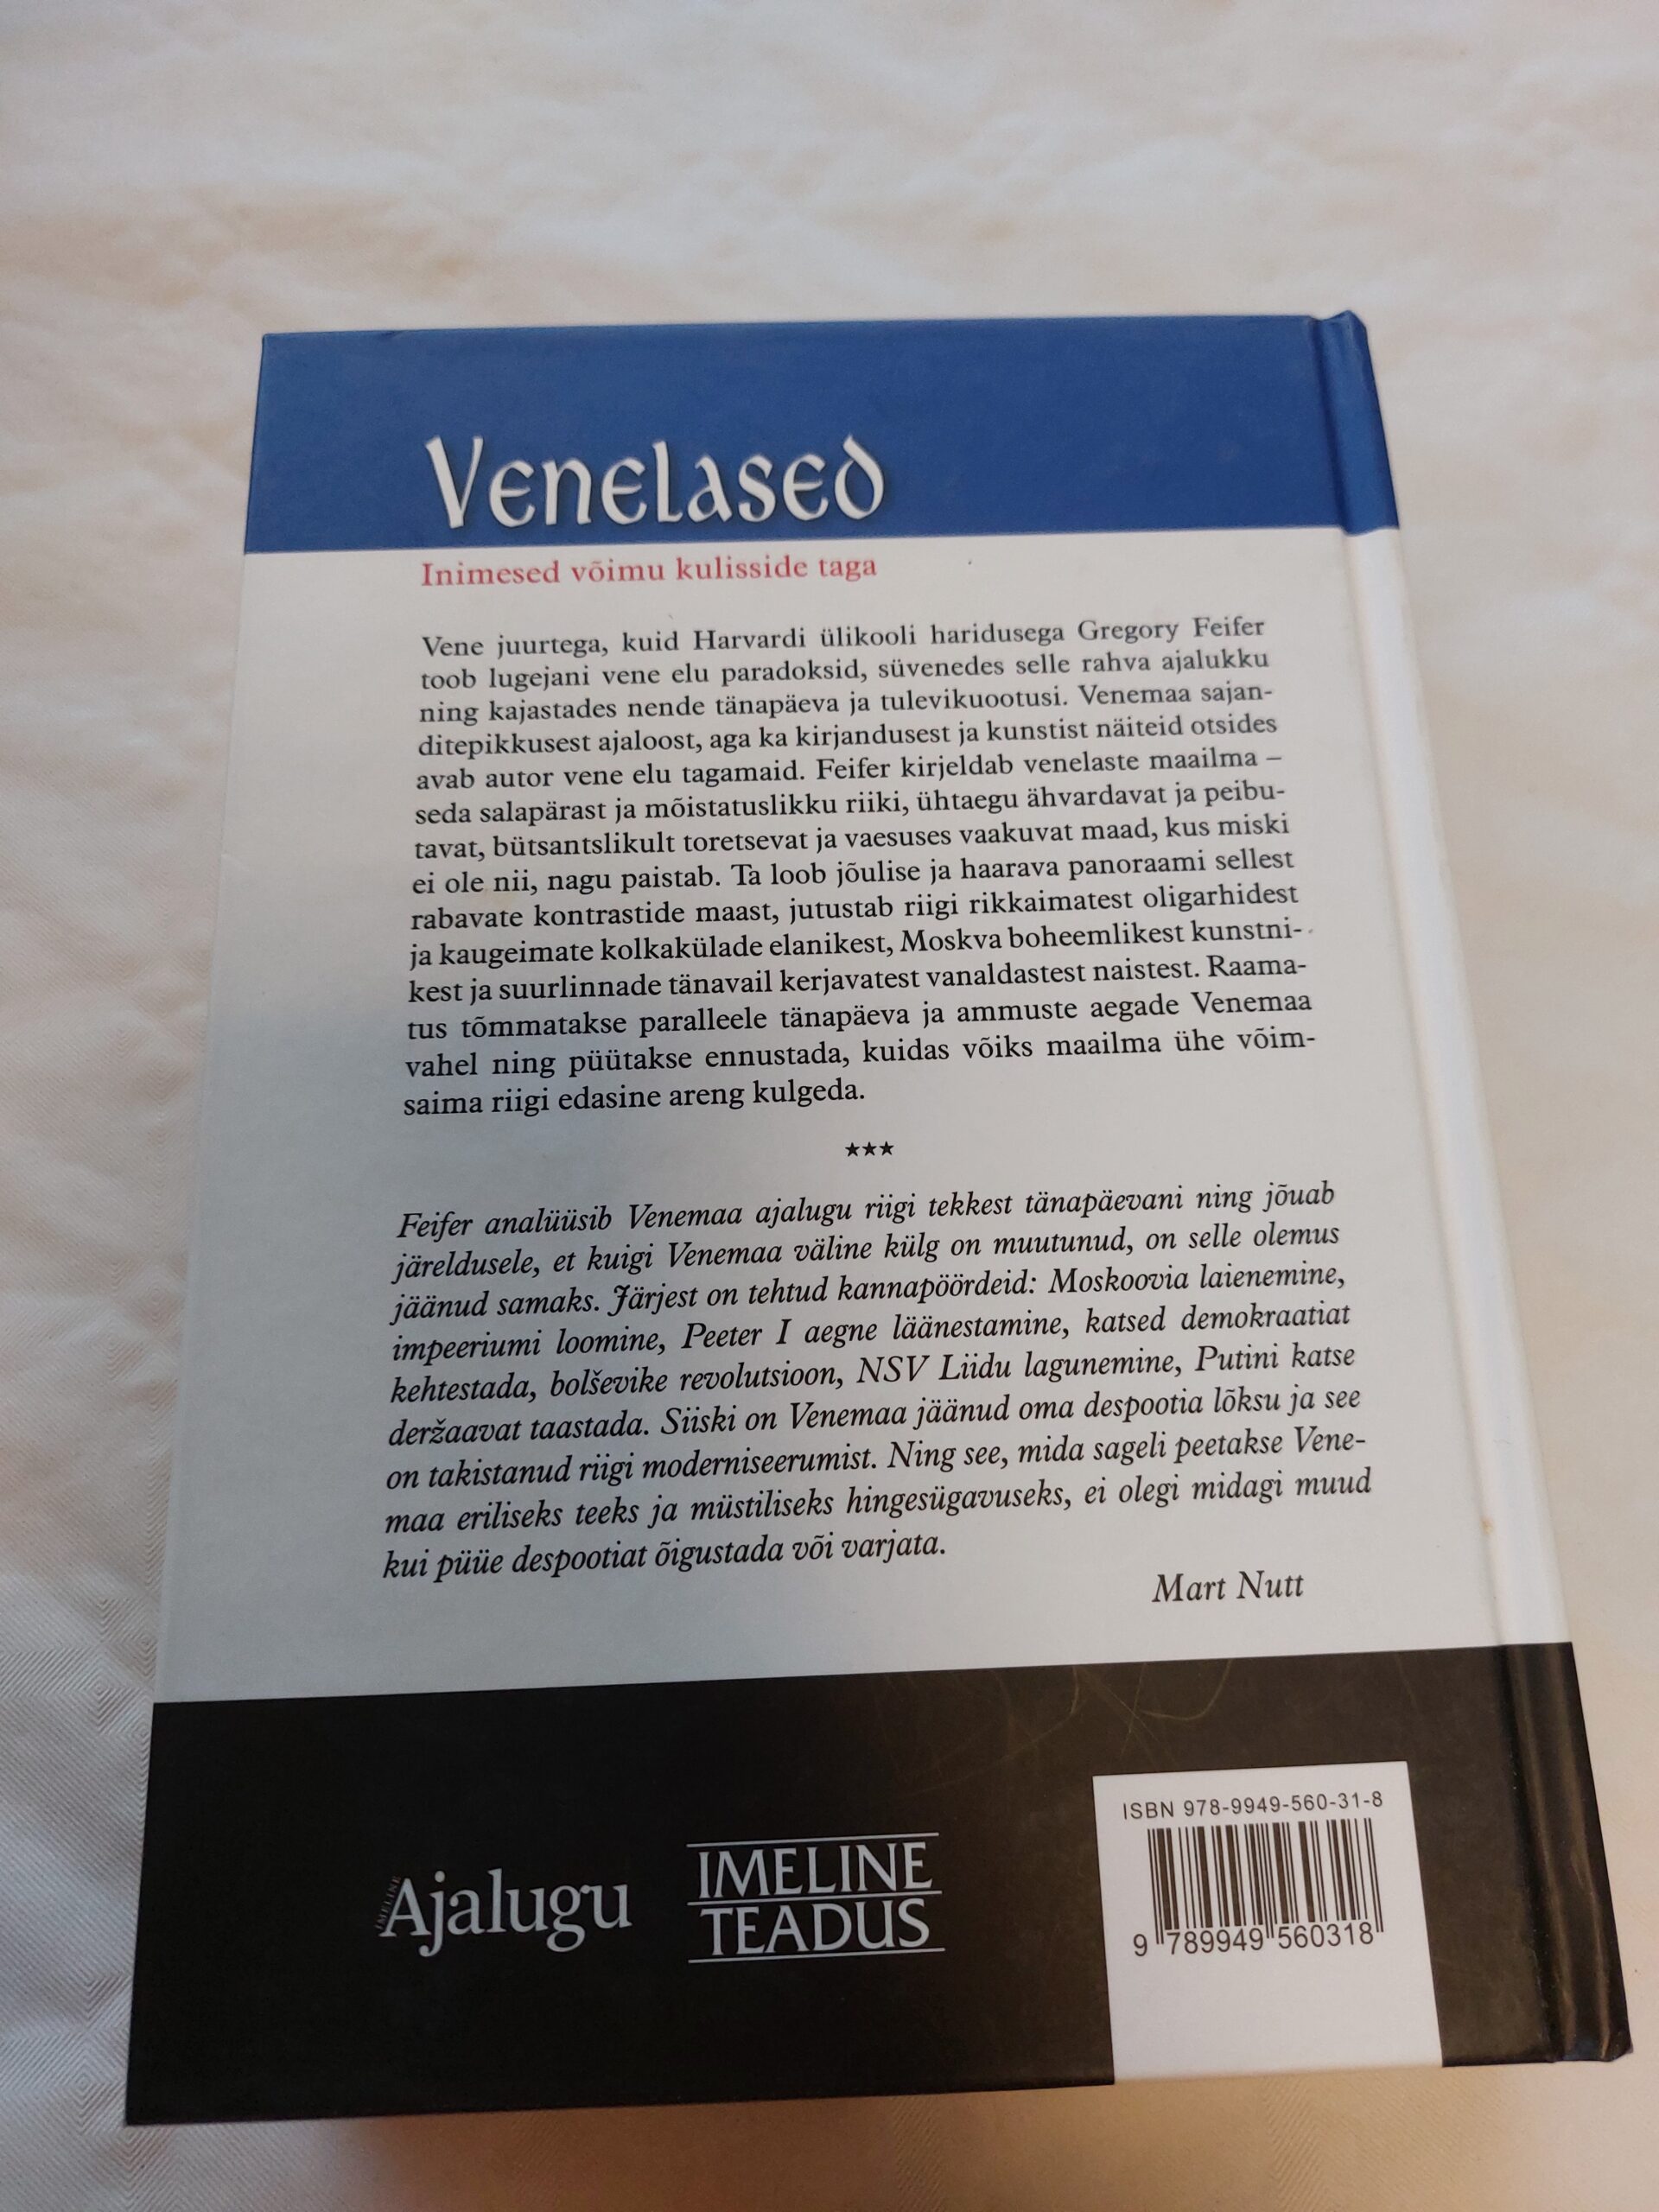 Venelased
Inimesed võimu kulisside taga
Vene juurtega, kuid Harvardi ülikooli haridusega Gregory Feifer
toob lugejani vene elu paradoksid, süvenedes selle rahva ajalukku
ning kajastades nende tänapäeva ja tulevikuootusi. Venemaa sajan-
ditepikkusest ajaloost, aga ka kirjandusest ja kunstist näiteid otsides
avab autor vene elu tagamaid. Feifer kirjeldab venelaste maailma –
seda salapärast ja mõistatuslikku riiki, ühtaegu ähvardavat ja peibu-
tavat, bütsantslikult toretsevat ja vaesuses vaakuvat maad, kus miski
ei ole nii, nagu paistab. Ta loob jõulise ja haarava panoraami sellest
rabavate kontrastide maast, jutustab riigi rikkaimatest oligarhidest
ja kaugeimate kolkakülade elanikest, Moskva boheemlikest kunstni-
kest ja suurlinnade tänavail kerjavatest vanaldastest naistest. Raama-
tus tõmmatakse paralleele tänapäeva ja ammuste aegade Venemaa
vahel ning püütakse ennustada, kuidas võiks maailma ühe võim-
saima riigi edasine areng kulgeda.
★★★
Feifer analüüsib Venemaa ajalugu riigi tekkest tänapäevani ning jõuab
järeldusele, et kuigi Venemaa väline külg on muutunud, on selle olemus
jäänud samaks. Järjest on tehtud kannapöördeid: Moskoovia laienemine,
impeeriumi loomine, Peeter I aegne läänestamine, katsed demokraatiat
kehtestada, bolševike revolutsioon, NSV Liidu lagunemine, Putini katse
deržaavat taastada. Siiski on Venemaa jäänud oma despootia lõksu ja see
on takistanud riigi moderniseerumist. Ning see, mida sageli peetakse Vene-
maa eriliseks teeks ja müstiliseks hingesügavuseks, ei olegi midagi muud
kui püüe despootiat õigustada või varjata.
Mart Nutt
IMELINE Ajalugu
IMELINE
TEADUS
ISBN 978-9949-560-31-8
9 789949 560318